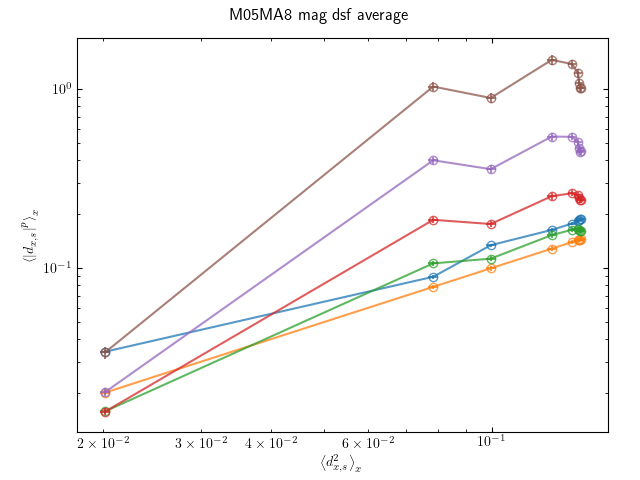 M05MA8 mag dsf average
⟨|d_{x,s}|^p⟩_x
10^0
10^{-1}
2 × 10^{-2}
3 × 10^{-2}
4 × 10^{-2}
6 × 10^{-2}
10^{-1}
⟨d^2_{x,s}⟩_x